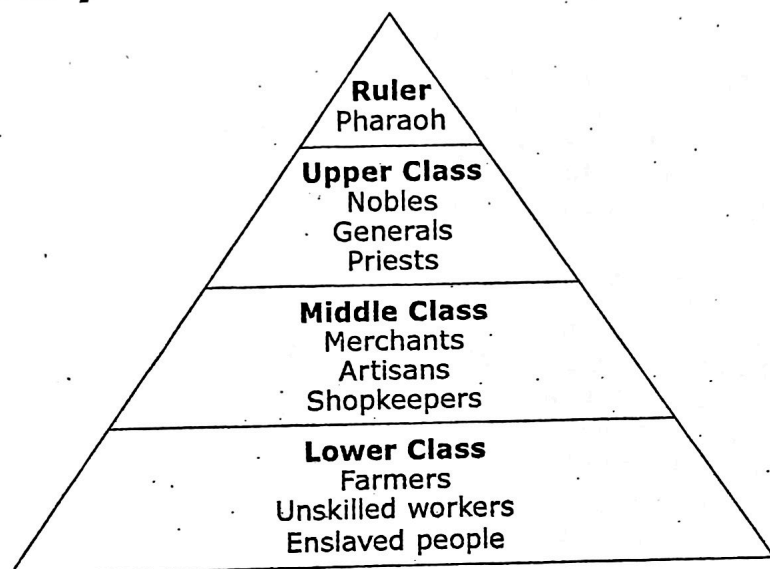 Ruler
Pharaoh
Upper Class
Nobles
Generals
Priests
Middle Class
Merchants
Artisans
Shopkeepers
Lower Class
Farmers
Unskilled workers
Enslaved people